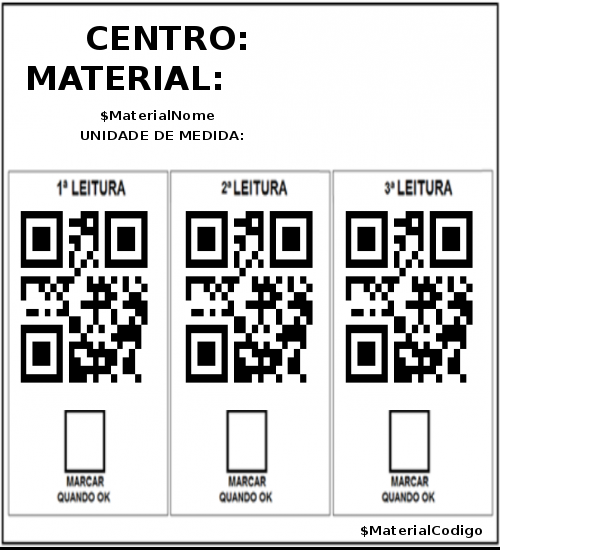 CENTRO:
MATERIAL:
$MaterialNome
UNIDADE DE MEDIDA:
1ª LEITURA
2ª LEITURA
3ª LEITURA
MARCAR
QUANDO OK
MARCAR
QUANDO OK
MARCAR
QUANDO OK
$MaterialCodigo